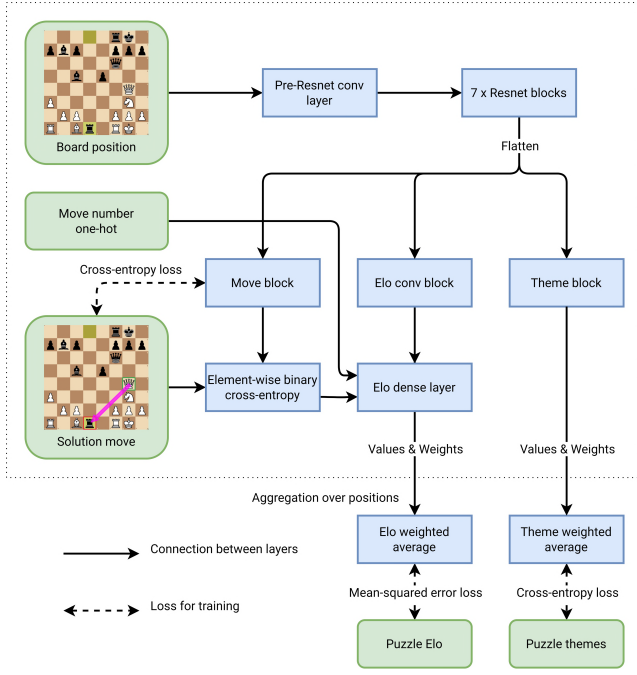 Board position
Pre-Resnet conv
layer
7 x Resnet blocks
Flatten
Move number
one-hot
Cross-entropy loss
Move block
Elo conv block
Theme block
Solution move
Element-wise binary
cross-entropy
Elo dense layer
Values & Weights
Values & Weights
Aggregation over positions
Elo weighted
average
Theme weighted
average
Connection between layers
Mean-squared error loss
Cross-entropy loss
Loss for training
Puzzle Elo
Puzzle themes